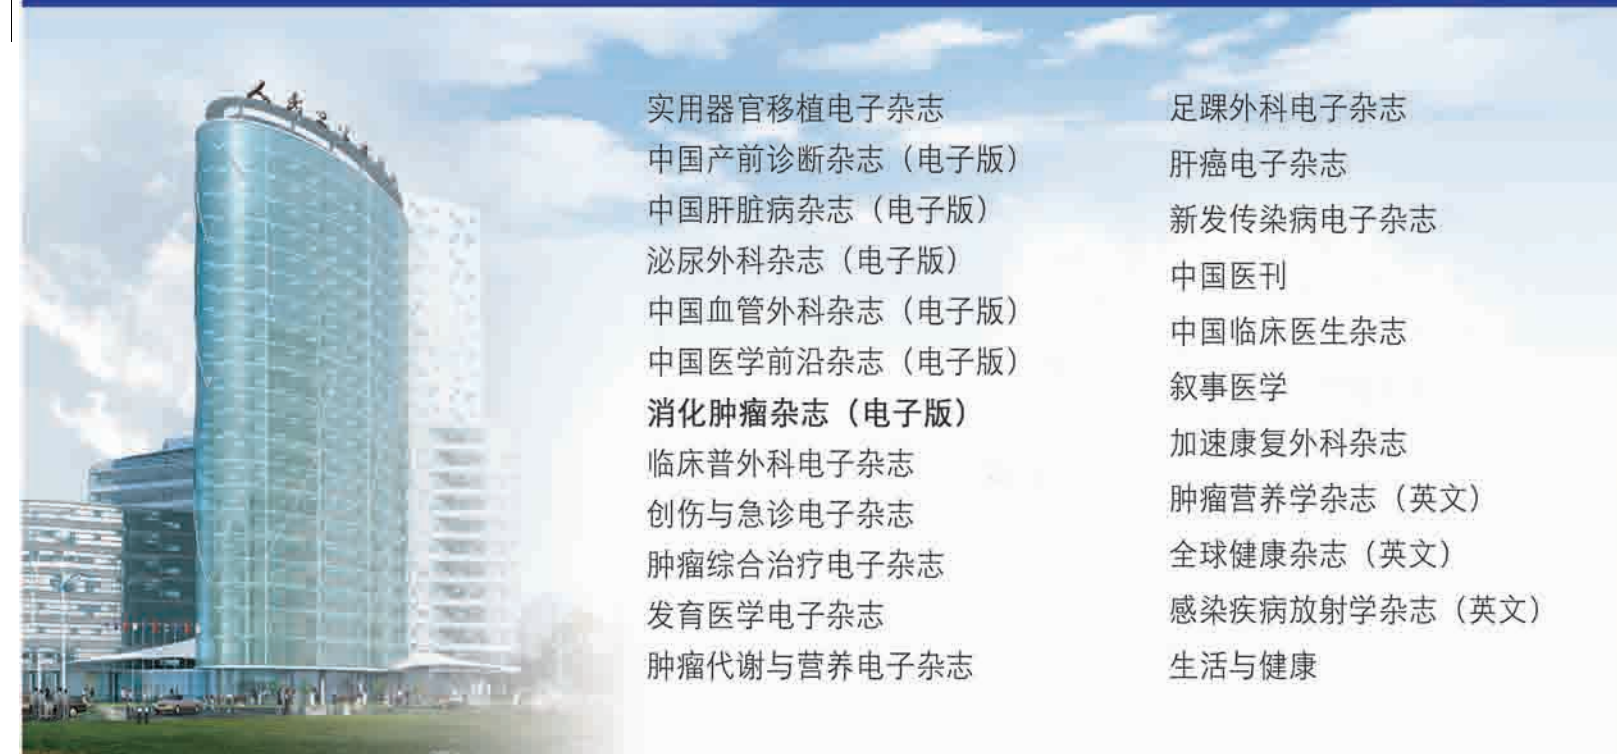 实用器官移植电子杂志
中国产前诊断杂志（电子版）
中国肝脏病杂志（电子版）
泌尿外科杂志（电子版）
中国血管外科杂志（电子版）
中国医学前沿杂志（电子版）
消化肿瘤杂志（电子版）
临床普外科电子杂志
创伤与急诊电子杂志
肿瘤综合治疗电子杂志
发育医学电子杂志
肿瘤代谢与营养电子杂志
足踝外科电子杂志
肝癌电子杂志
新发传染病电子杂志
中国医刊
中国临床医生杂志
叙事医学
加速康复外科杂志
肿瘤营养学杂志（英文）
全球健康杂志（英文）
感染疾病放射学杂志（英文）
生活与健康